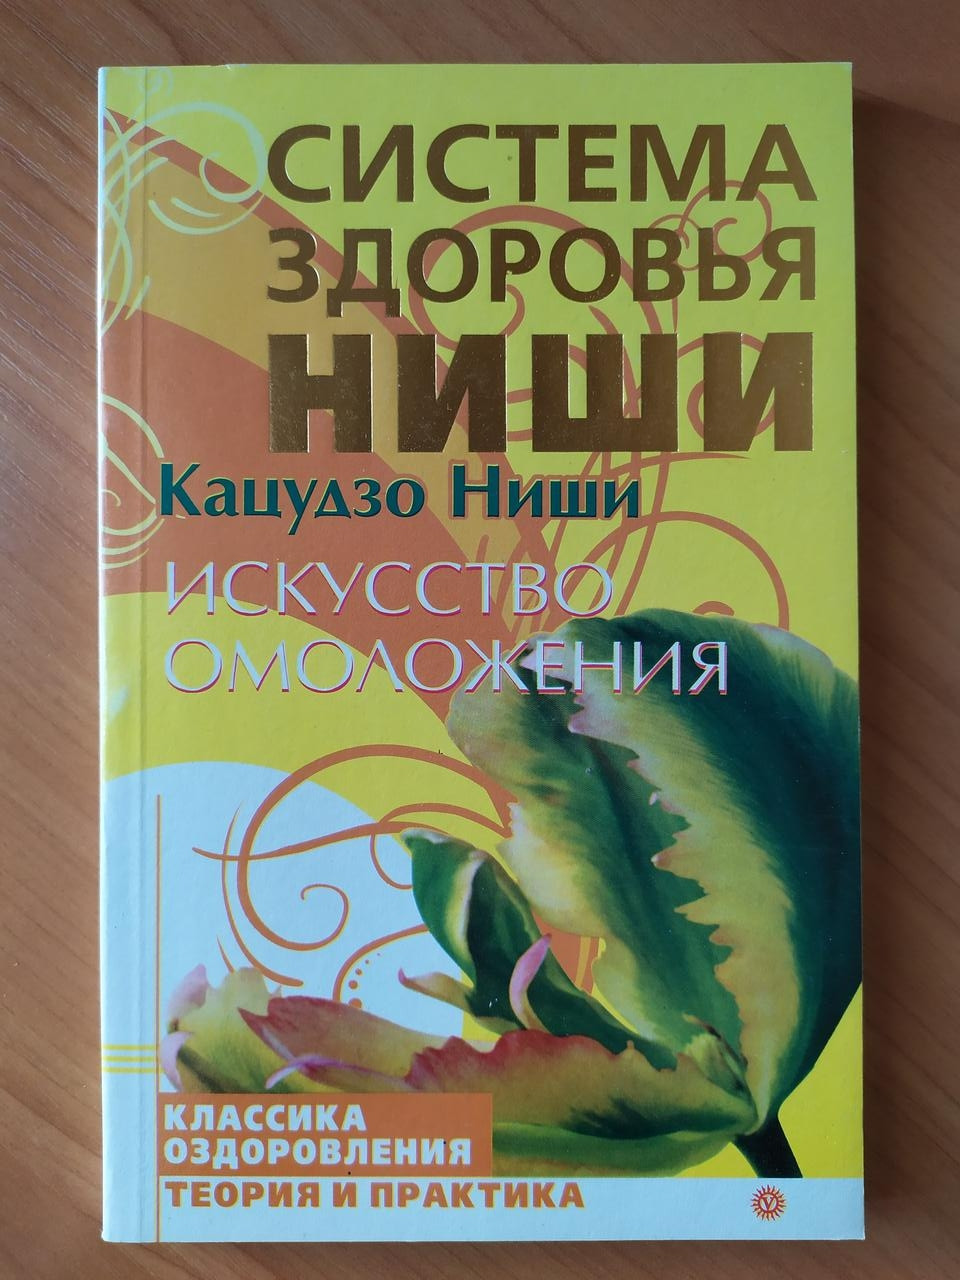 СИСТЕМА
ЗДОРОВЬЯ
НИШИ
Кацудзо Ниши
ИСКУССТВО
ОМОЛОЖЕНИЯ
КЛАССИКА
ОЗДОРОВЛЕНИЯ
ТЕОРИЯ И ПРАКТИКА
V